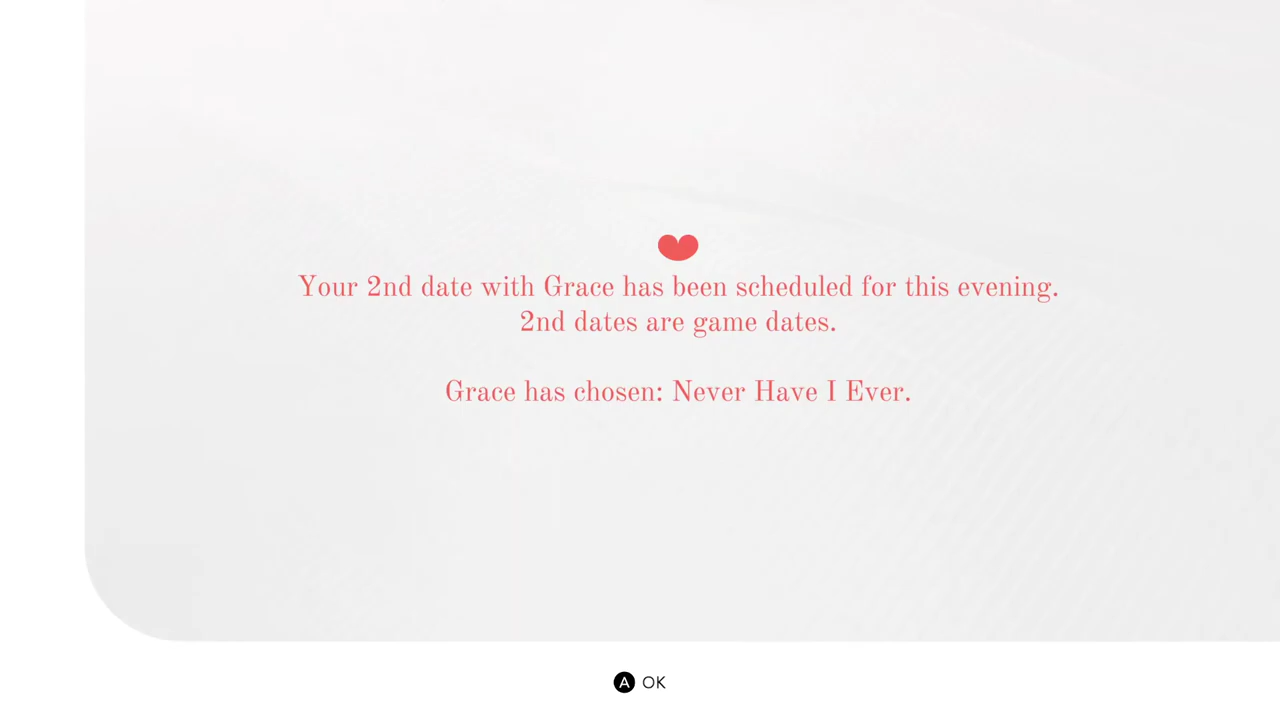 Your 2nd date with Grace has been scheduled for this evening.
2nd dates are game dates.
Grace has chosen: Never Have I Ever.
A OK